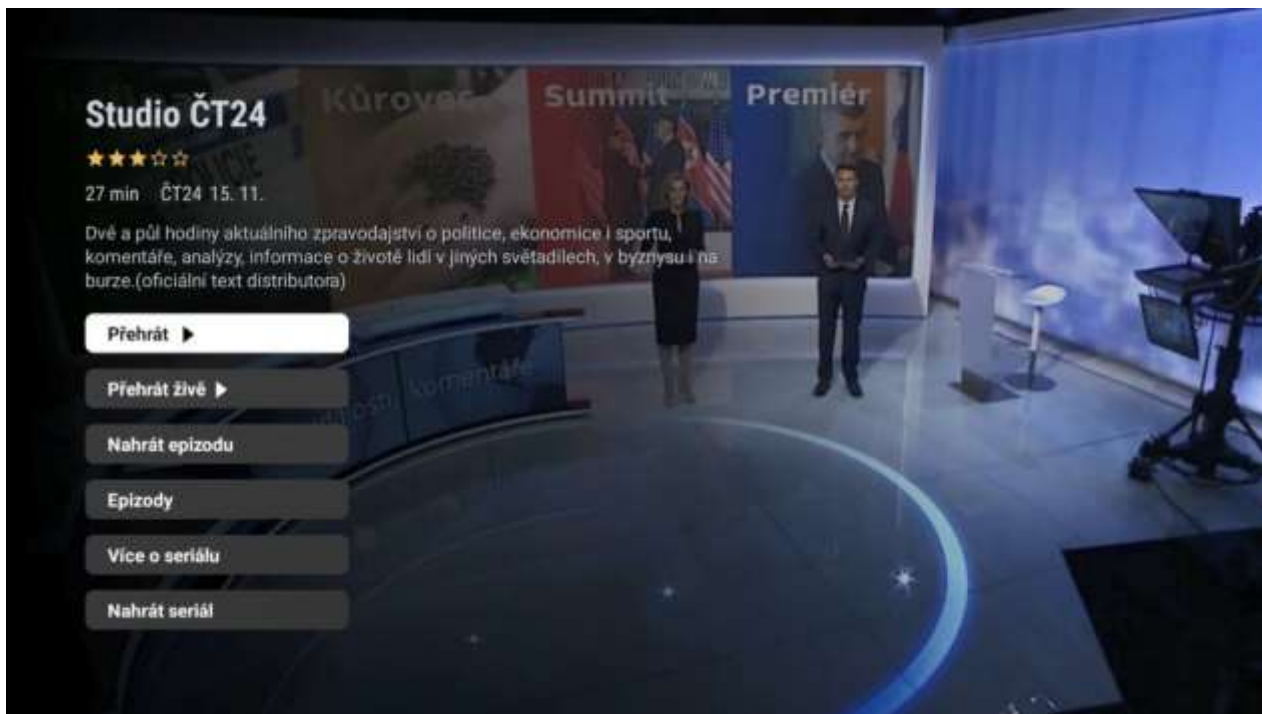 Studio ČT24
27 min ČT24 15. 11.
Dvě a půl hodiny aktuálního zpravodajství o politice, ekonomice i sportu,
komentáře, analýzy, informace o životě lidí v jiných světadílech, v byznysu i na
burze.(oficiální text distributora)
Přehrát
Přehrát živě
Nahrát epizodu
Epizody
Více o seriálu
Nahrát seriál
Kůrovec
Summit
Premiér
POLICIE
komentáře